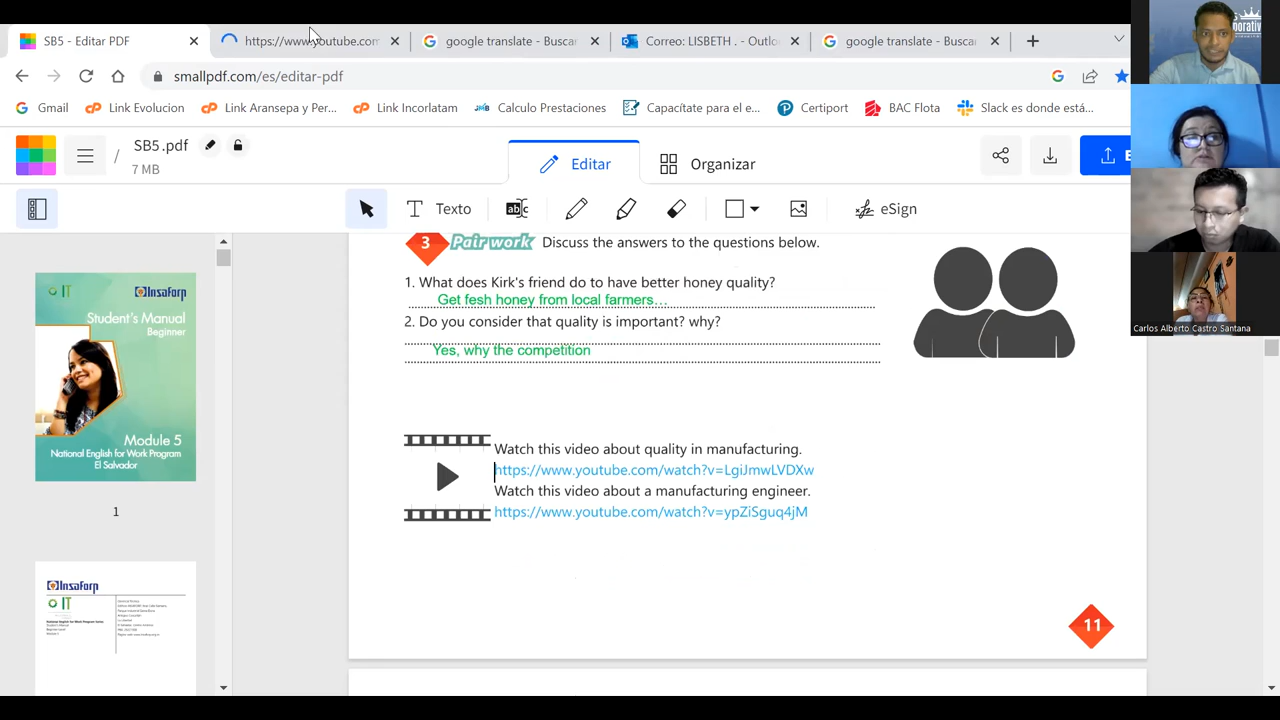 SB5 - Editar PDF
https://www.youtube.com
google translate - Buscar
Correo: LISBETH . - Outlo
google translate - Buscar
smallpdf.com/es/editar-pdf
Gmail
Link Evolucion
Link Aransepa y Per...
Link Incorlatam
Calculo Prestaciones
Capacítate para el e...
Certiport
BAC Flota
Slack es donde está...
/ SB5 .pdf
7 MB
Editar
Organizar
Texto
eSign
3 Pair work Discuss the answers to the questions below.
1. What does Kirk's friend do to have better honey quality?
Get fesh honey from local farmers…
2. Do you consider that quality is important? why?
Yes, why the competition
Watch this video about quality in manufacturing.
https://www.youtube.com/watch?v=LgiJmwLVDXw
Watch this video about a manufacturing engineer.
https://www.youtube.com/watch?v=ypZiSguq4jM
11
IT Insaforp
Student's Manual
Beginner
Module 5
National English for Work Program
El Salvador
1
Insaforp
IT
Carlos Alberto Castro Santana